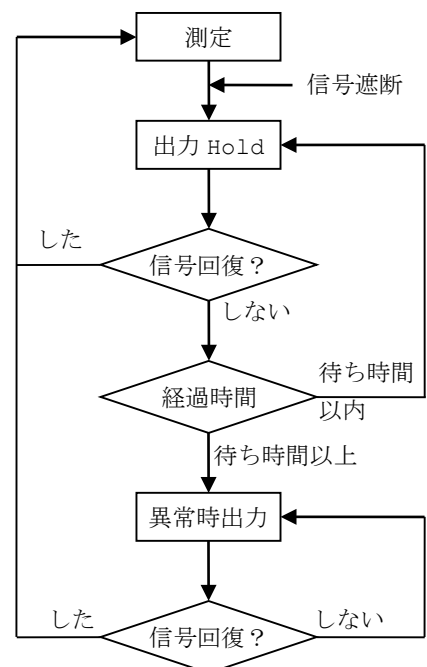 測定
信号遮断
出力 Hold
した
信号回復？
しない
待ち時間
経過時間
以内
待ち時間以上
異常時出力
した
しない
信号回復？